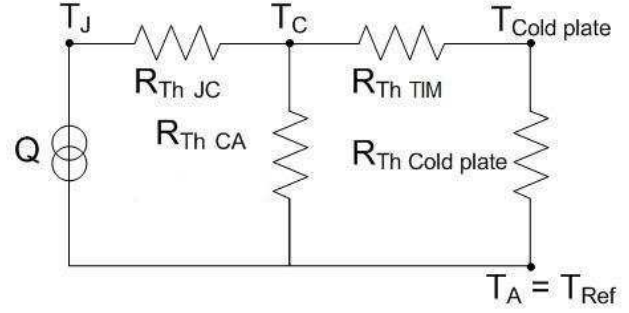 T_J
T_C
T_Cold plate
R_Th JC
R_Th TIM
Q
R_Th CA
R_Th Cold plate
T_A = T_Ref